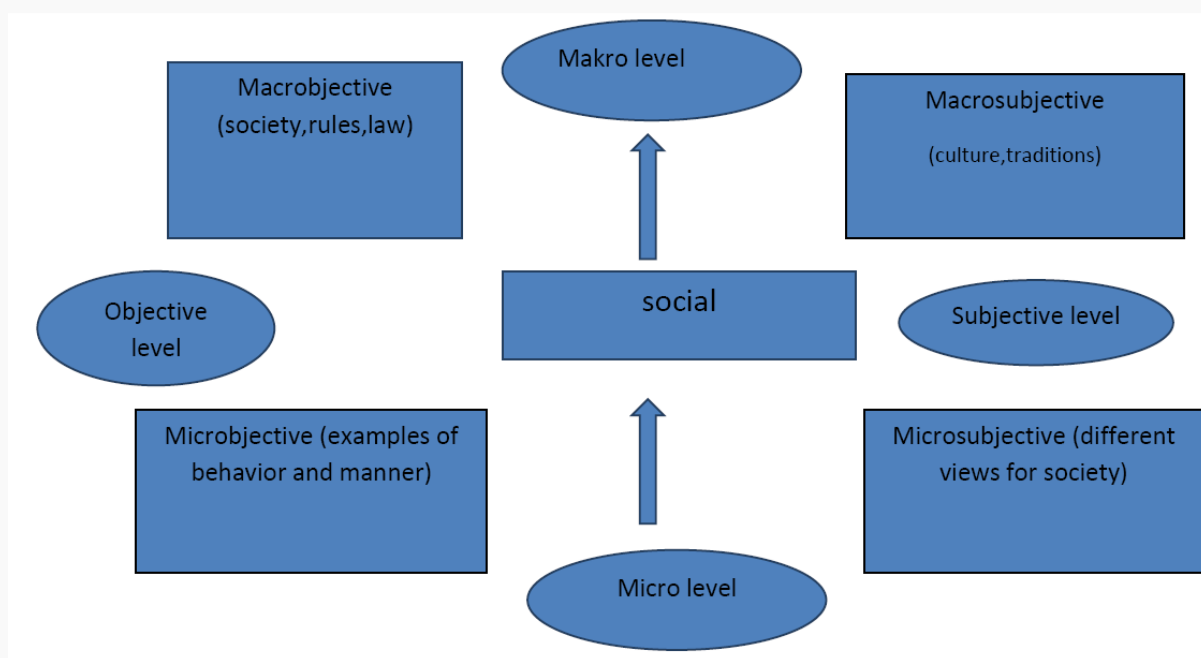 Makro level
Macrobjective
(society,rules,law)
Macrosubjective
(culture,traditions)
Objective
level
social
Subjective level
Microbjective (examples of
behavior and manner)
Microsubjective (different
views for society)
Micro level